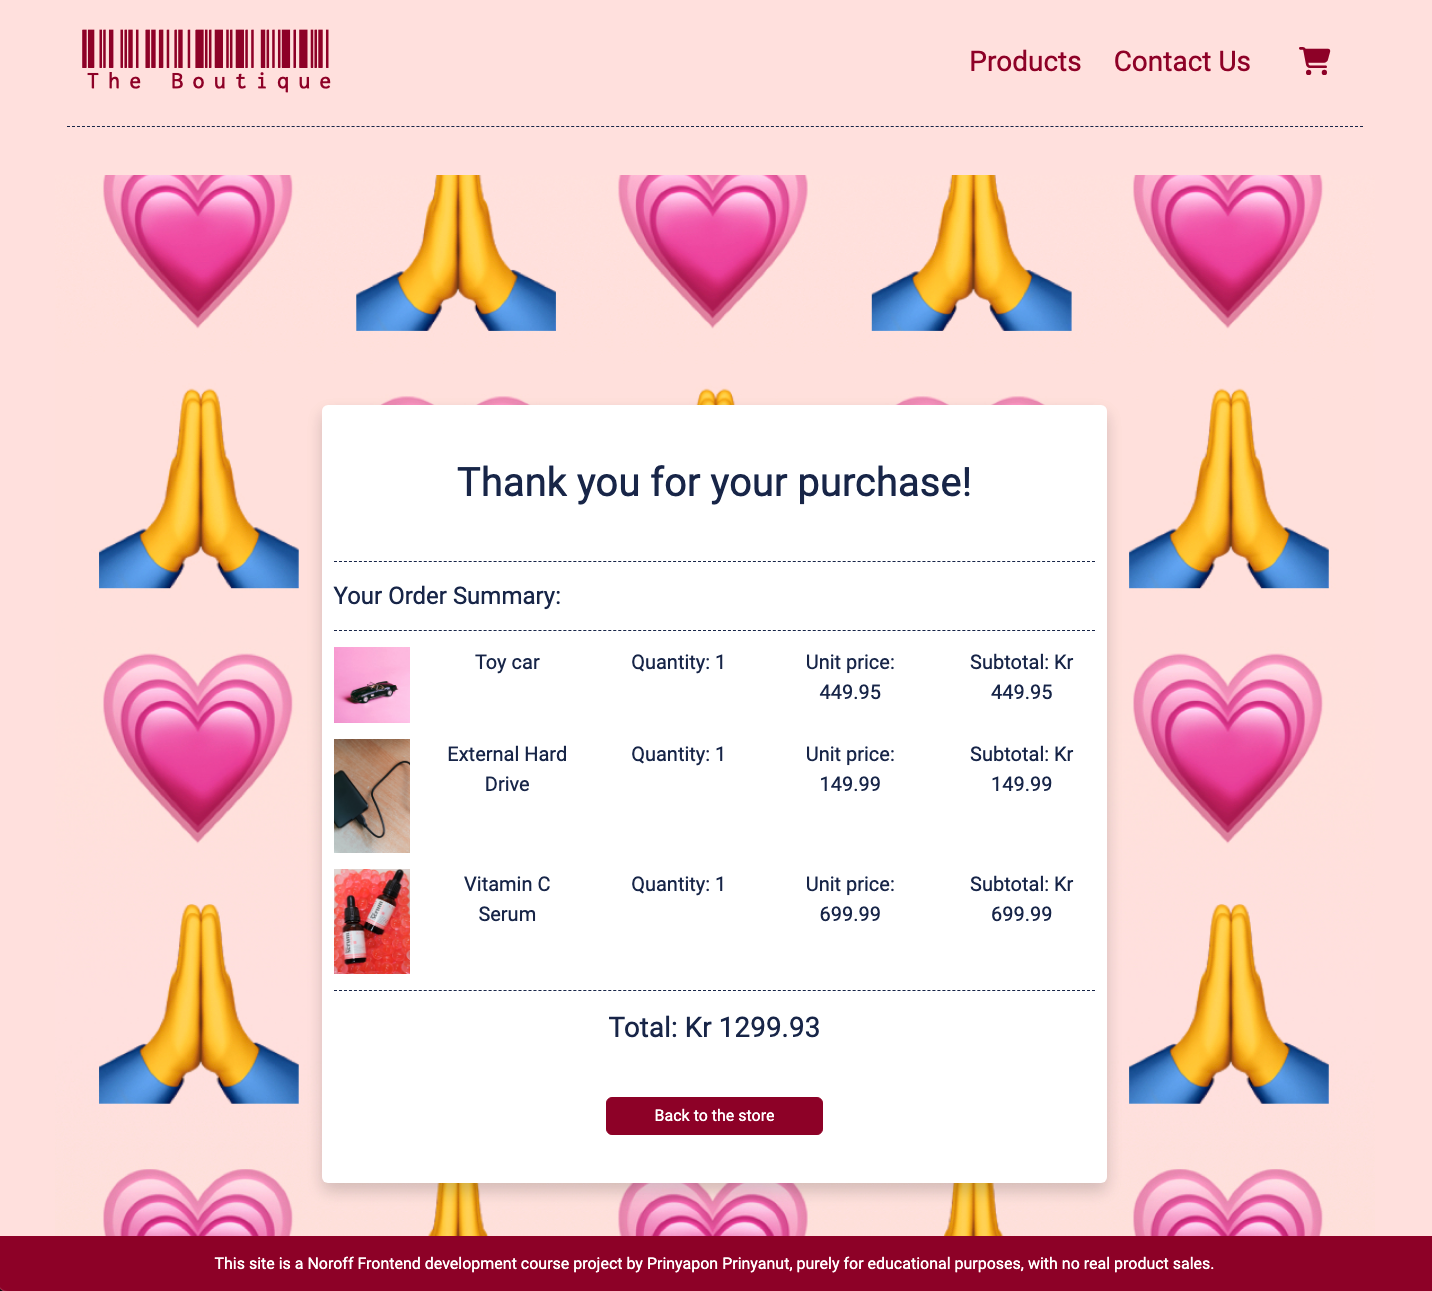 The Boutique
Products
Contact Us
Thank you for your purchase!
Your Order Summary:
Toy car
Quantity: 1
Unit price:
449.95
Subtotal: Kr
449.95
External Hard
Drive
Quantity: 1
Unit price:
149.99
Subtotal: Kr
149.99
Vitamin C
Serum
Quantity: 1
Unit price:
699.99
Subtotal: Kr
699.99
Total: Kr 1299.93
Back to the store
This site is a Noroff Frontend development course project by Prinyapon Prinyanut, purely for educational purposes, with no real product sales.